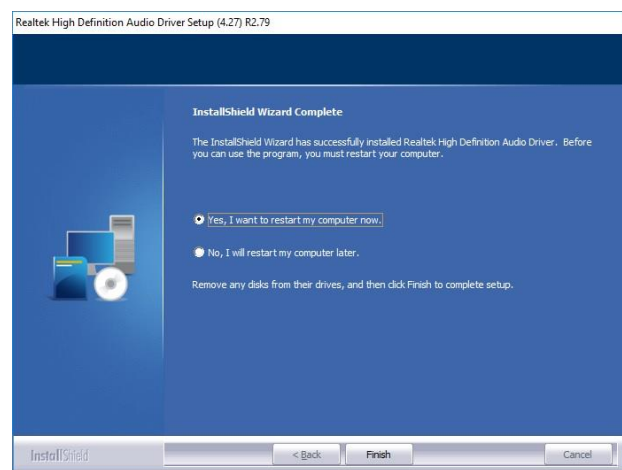 Realtek High Definition Audio Driver Setup (4.27) R2.79
InstallShield Wizard Complete
The InstallShield Wizard has successfully installed Realtek High Definition Audio Driver. Before
you can use the program, you must restart your computer.
Yes, I want to restart my computer now.
No, I will restart my computer later.
Remove any disks from their drives, and then click Finish to complete setup.
InstallShield
< Back
Finish
Cancel